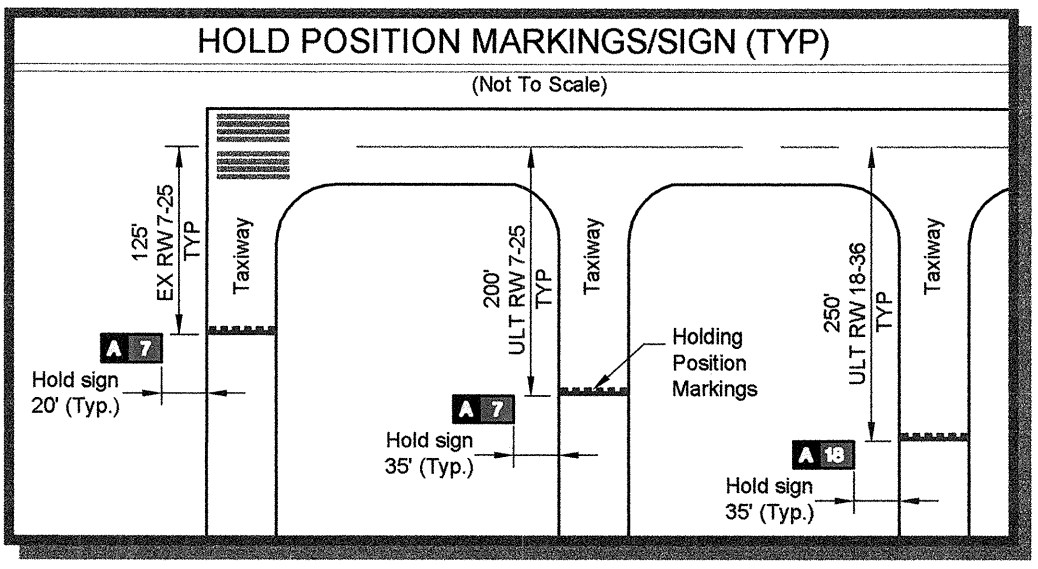 HOLD POSITION MARKINGS/SIGN (TYP)
(Not To Scale)
125'
EX RW 7-25
TYP
Taxiway
A 7
Hold sign
20' (Typ.)
200'
ULT RW 7-25
TYP
Taxiway
Holding
Position
Markings
A 7
Hold sign
35' (Typ.)
250'
ULT RW 18-36
TYP
Taxiway
A 18
Hold sign
35' (Typ.)